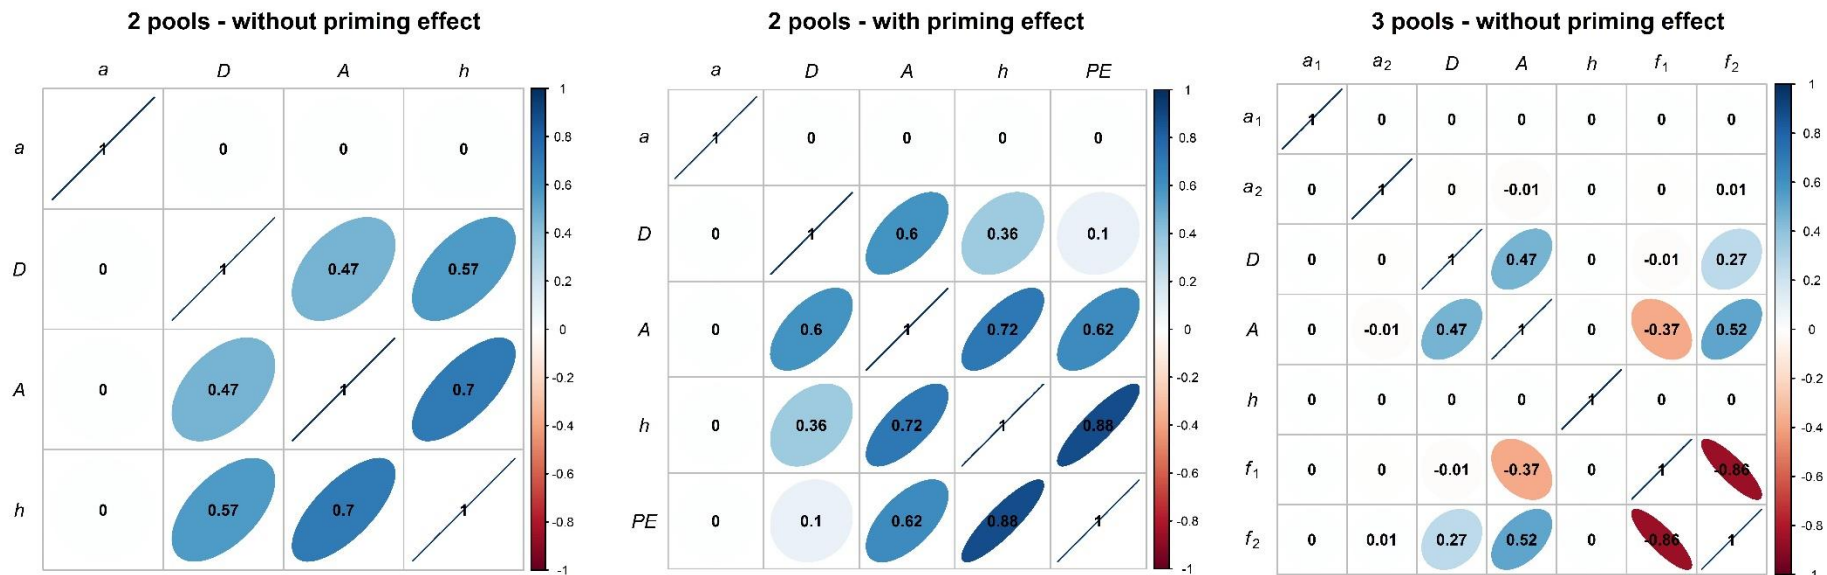 2 pools - without priming effect
a D A h
a 1 0 0 0
D 0 1 0.47 0.57
A 0 0.47 1 0.7
h 0 0.57 0.7 1
1
0.8
0.6
0.4
0.2
0
-0.2
-0.4
-0.6
-0.8
-1
2 pools - with priming effect
a D A h PE
a 1 0 0 0 0
D 0 1 0.6 0.36 0.1
A 0 0.6 1 0.72 0.62
h 0 0.36 0.72 1 0.88
PE 0 0.1 0.62 0.88 1
1
0.8
0.6
0.4
0.2
0
-0.2
-0.4
-0.6
-0.8
-1
3 pools - without priming effect
a1 a2 D A h f1 f2
a1 1 0 0 0 0 0 0
a2 0 1 0 -0.01 0 0 0.01
D 0 0 1 0.47 0 -0.01 0.27
A 0 -0.01 0.47 1 0 -0.37 0.52
h 0 0 0 0 1 0 0
f1 0 0 -0.01 -0.37 0 1 -0.86
f2 0 0.01 0.27 0.52 0 -0.86 1
1
0.8
0.6
0.4
0.2
0
-0.2
-0.4
-0.6
-0.8
-1